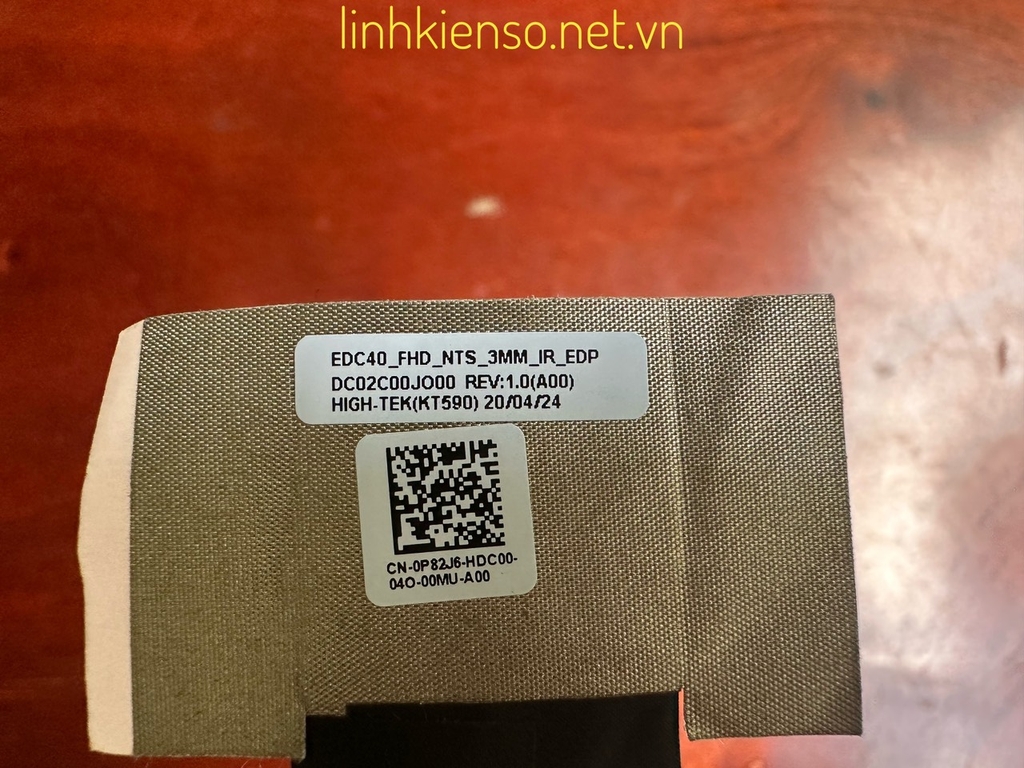 linhkienso.net.vn
EDC40_FHD_NTS_3MM_IR_EDP
DC02C00JO00 REV:1.0(A00)
HIGH-TEK(KT590) 20/04/24
CN-0P82J6-HDC00-
04O-00MU-A00